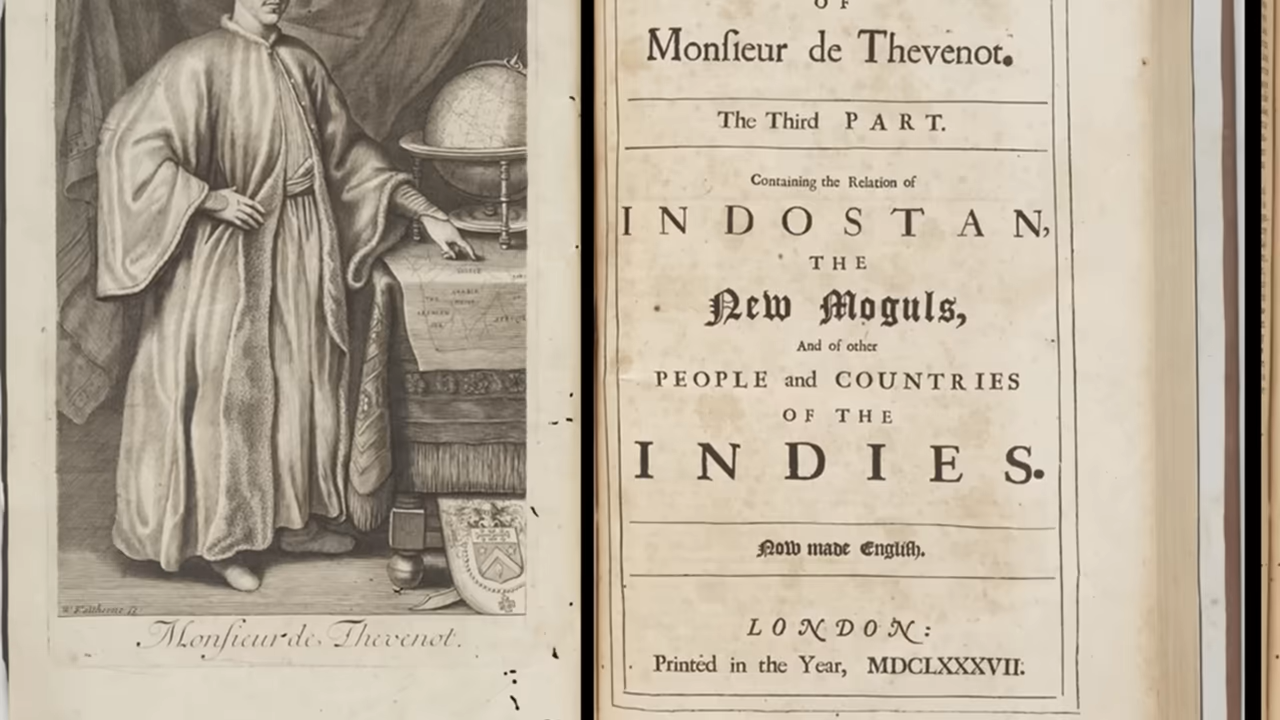 Monsieur de Thevenot.
OF
Monſieur de Thevenot.
The Third PART.
Containing the Relation of
INDOSTAN,
THE
New Moguls,
And of other
PEOPLE and COUNTRIES
OF THE
INDIES.
Now made Engliſh.
LONDON:
Printed in the Year, MDCLXXXVII.